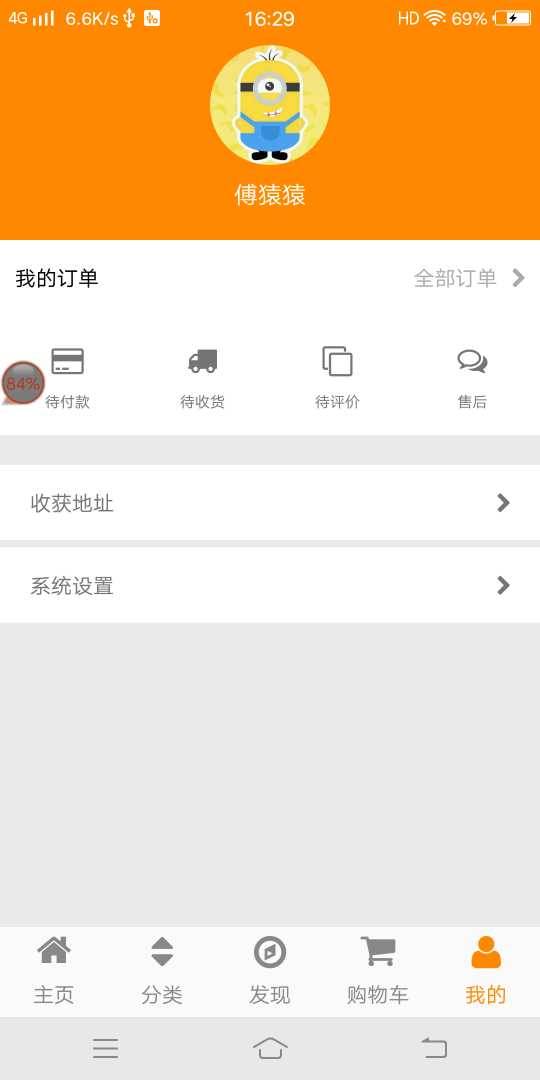 4G 6.6K/s 16:29 HD 69%
傅猿猿
我的订单 全部订单
84%
待付款 待收货 待评价 售后
收获地址
系统设置
主页 分类 发现 购物车 我的